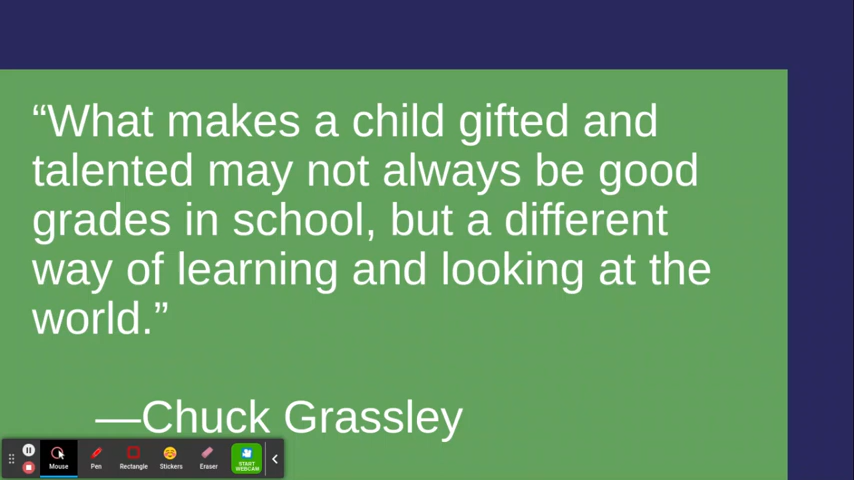 “What makes a child gifted and
talented may not always be good
grades in school, but a different
way of learning and looking at the
world.”
—Chuck Grassley
Mouse
Pen
Rectangle
Stickers
Eraser
START
WEBCAM